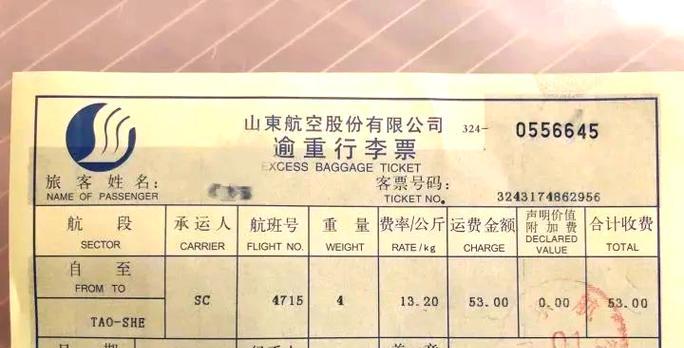 山東航空股份有限公司 324- 0556645
逾重行李票
EXCESS BAGGAGE TICKET
旅客姓名: 客票号码:
NAME OF PASSENGER TICKET NO. 3243174862956
航 段 承运人 航班号 重 量 费率/公斤 运费金额 声明价值附加费 合计收费
SECTOR CARRIER FLIGHT NO. WEIGHT RATE/kg CHARGE DECLARED VALUE TOTAL
自 至
FROM TO
TAO-SHE SC 4715 4 13.20 53.00 0.00 53.00